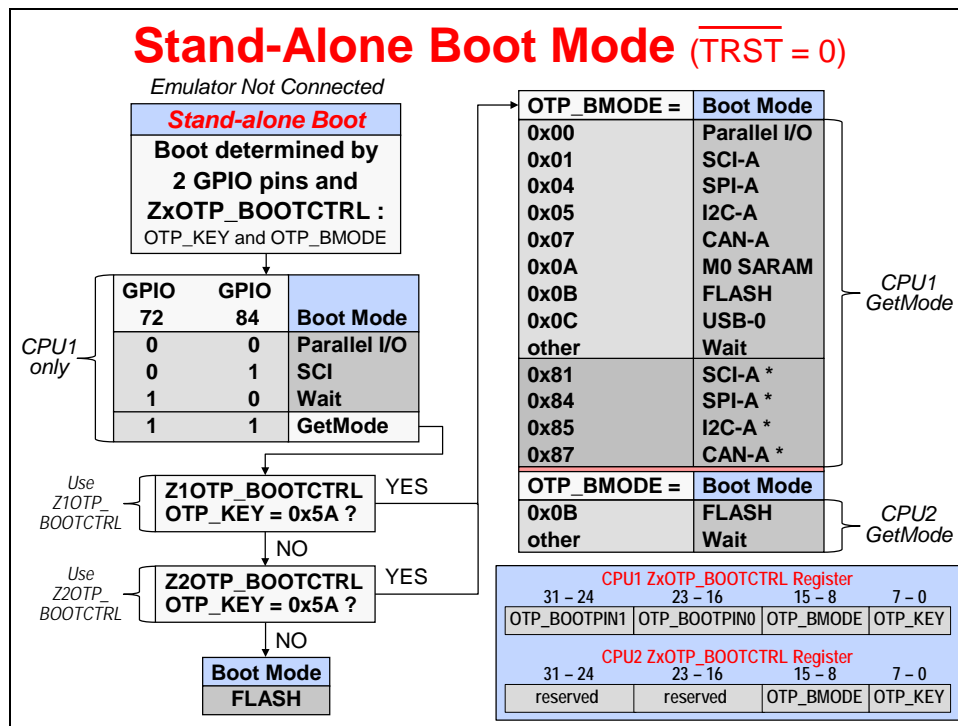 Stand-Alone Boot Mode (TRST = 0)
Emulator Not Connected
Stand-alone Boot
Boot determined by
2 GPIO pins and
ZxOTP_BOOTCTRL :
OTP_KEY and OTP_BMODE
CPU1
only
GPIO GPIO
72 84 Boot Mode
0 0 Parallel I/O
0 1 SCI
1 0 Wait
1 1 GetMode
Use
Z1OTP_
BOOTCTRL
Z1OTP_BOOTCTRL
OTP_KEY = 0x5A ?
YES
NO
Use
Z2OTP_
BOOTCTRL
Z2OTP_BOOTCTRL
OTP_KEY = 0x5A ?
YES
NO
Boot Mode
FLASH
OTP_BMODE = Boot Mode
0x00 Parallel I/O
0x01 SCI-A
0x04 SPI-A
0x05 I2C-A
0x07 CAN-A
0x0A M0 SARAM
0x0B FLASH
0x0C USB-0
other Wait
0x81 SCI-A *
0x84 SPI-A *
0x85 I2C-A *
0x87 CAN-A *
CPU1
GetMode
OTP_BMODE = Boot Mode
0x0B FLASH
other Wait
CPU2
GetMode
CPU1 ZxOTP_BOOTCTRL Register
31 – 24 23 – 16 15 – 8 7 – 0
OTP_BOOTPIN1 OTP_BOOTPIN0 OTP_BMODE OTP_KEY
CPU2 ZxOTP_BOOTCTRL Register
31 – 24 23 – 16 15 – 8 7 – 0
reserved reserved OTP_BMODE OTP_KEY